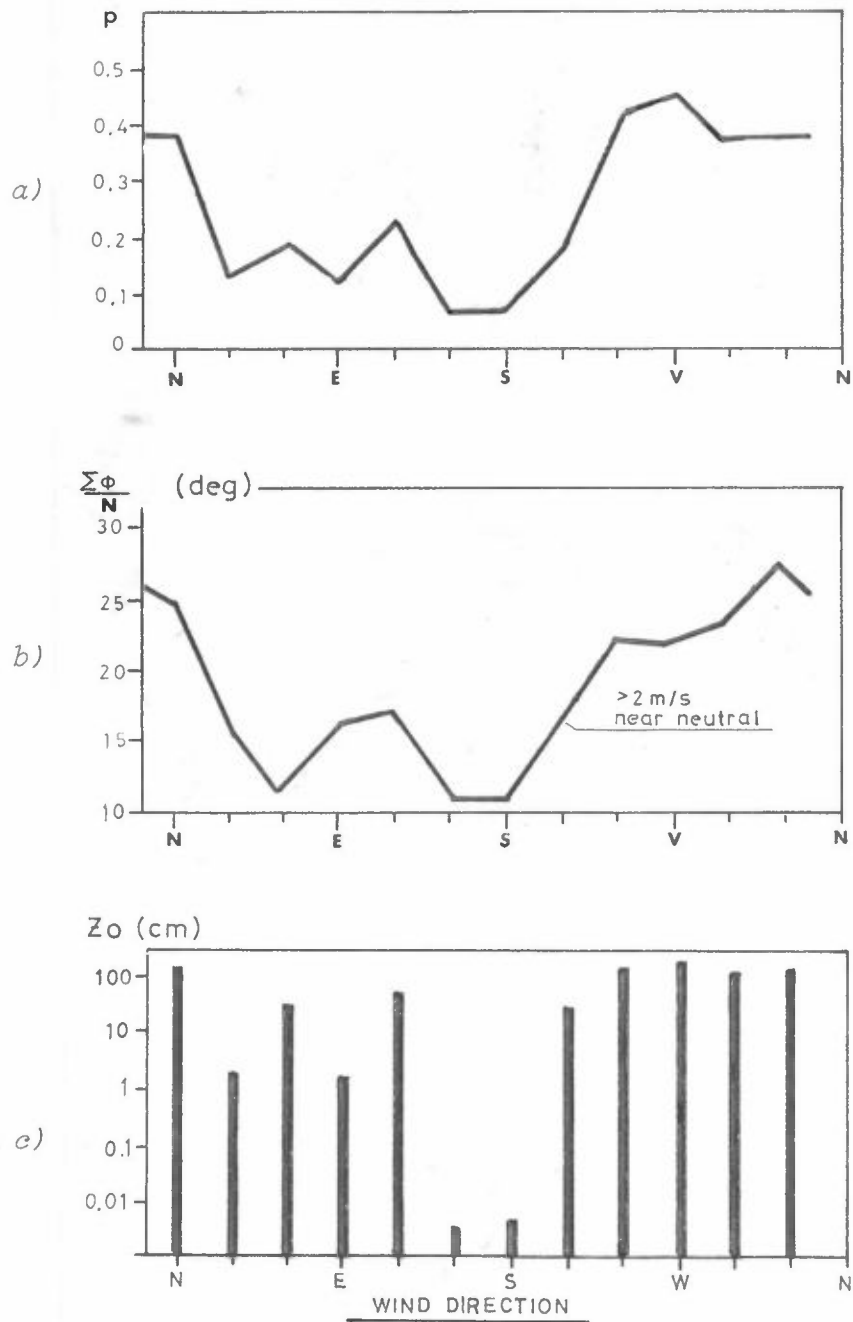 p
0,5
0,4
a)
0,3
0,2
0,1
0
N E S V N
Σφ
N
(deg)
30
25
20
b)
>2 m/s
near neutral
15
10
N E S V N
Zo (cm)
100
10
1
c)
0,1
0,01
N E S W N
WIND DIRECTION